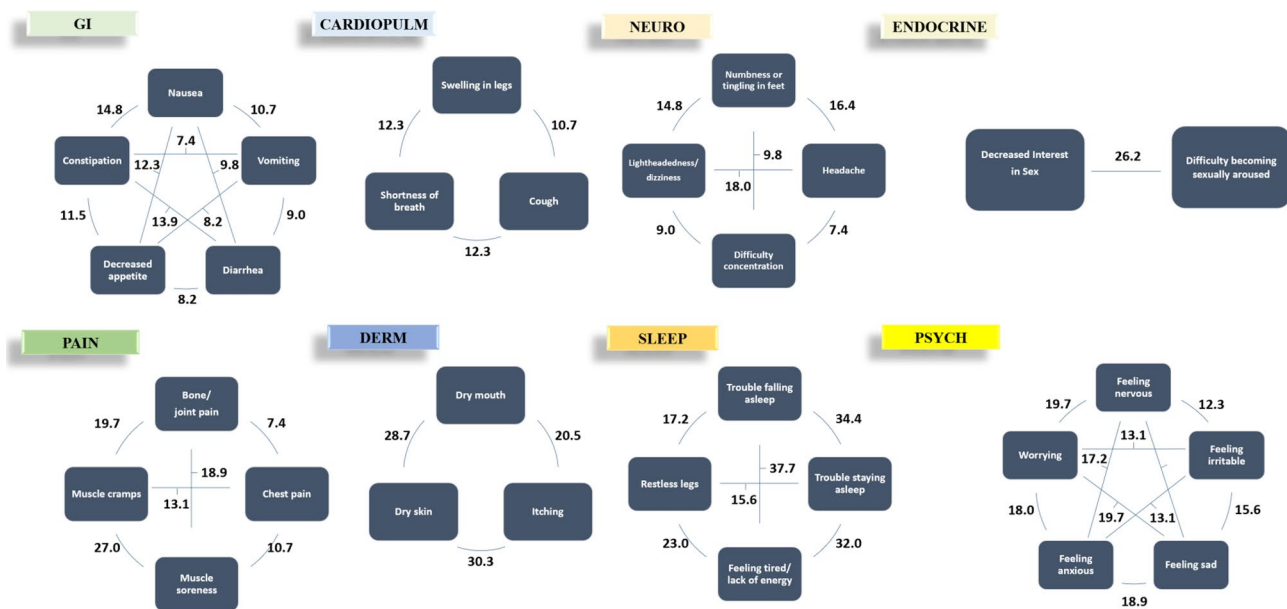 GI
CARDIOPULM
NEURO
ENDOCRINE
Nausea
14.8
10.7
7.4
Constipation
12.3
9.8
Vomiting
11.5
13.9
8.2
9.0
Decreased
appetite
Diarrhea
8.2
Swelling in legs
12.3
10.7
Shortness of
breath
Cough
12.3
Numbness or
tingling in feet
14.8
16.4
9.8
Lightheadedness/
dizziness
18.0
Headache
9.0
7.4
Difficulty
concentration
Decreased Interest
in Sex
26.2
Difficulty becoming
sexually aroused
PAIN
DERM
SLEEP
PSYCH
Bone/
joint pain
19.7
7.4
18.9
Muscle cramps
13.1
Chest pain
27.0
10.7
Muscle
soreness
Dry mouth
28.7
20.5
Dry skin
Itching
30.3
Trouble falling
asleep
17.2
34.4
37.7
Restless legs
15.6
Trouble staying
asleep
23.0
32.0
Feeling tired/
lack of energy
Feeling
nervous
19.7
12.3
13.1
Worrying
17.2
Feeling
irritable
18.0
19.7
13.1
15.6
Feeling
anxious
Feeling sad
18.9